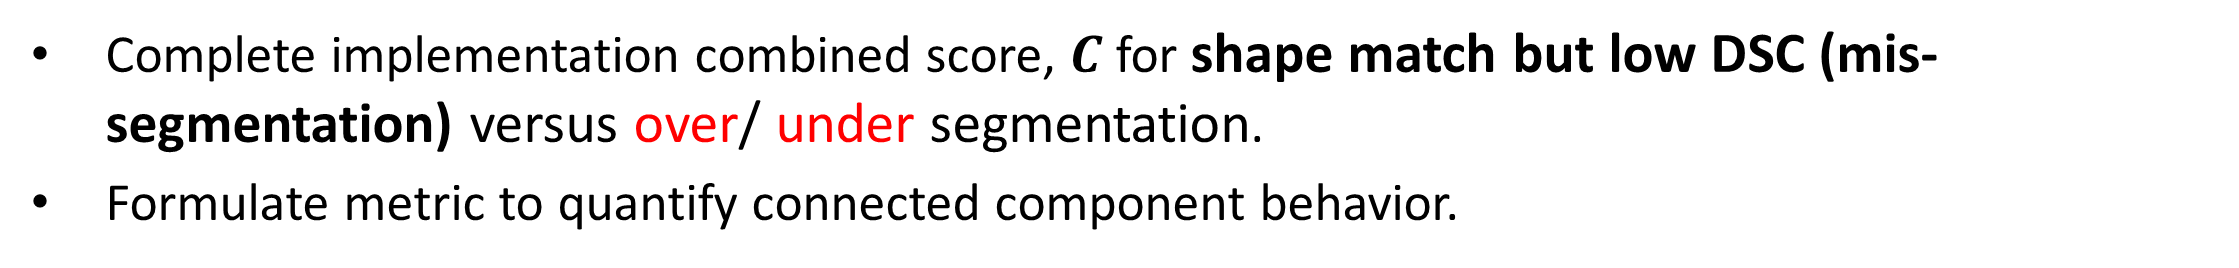 • Complete implementation combined score, C for shape match but low DSC (mis-
segmentation) versus over/ under segmentation.
• Formulate metric to quantify connected component behavior.